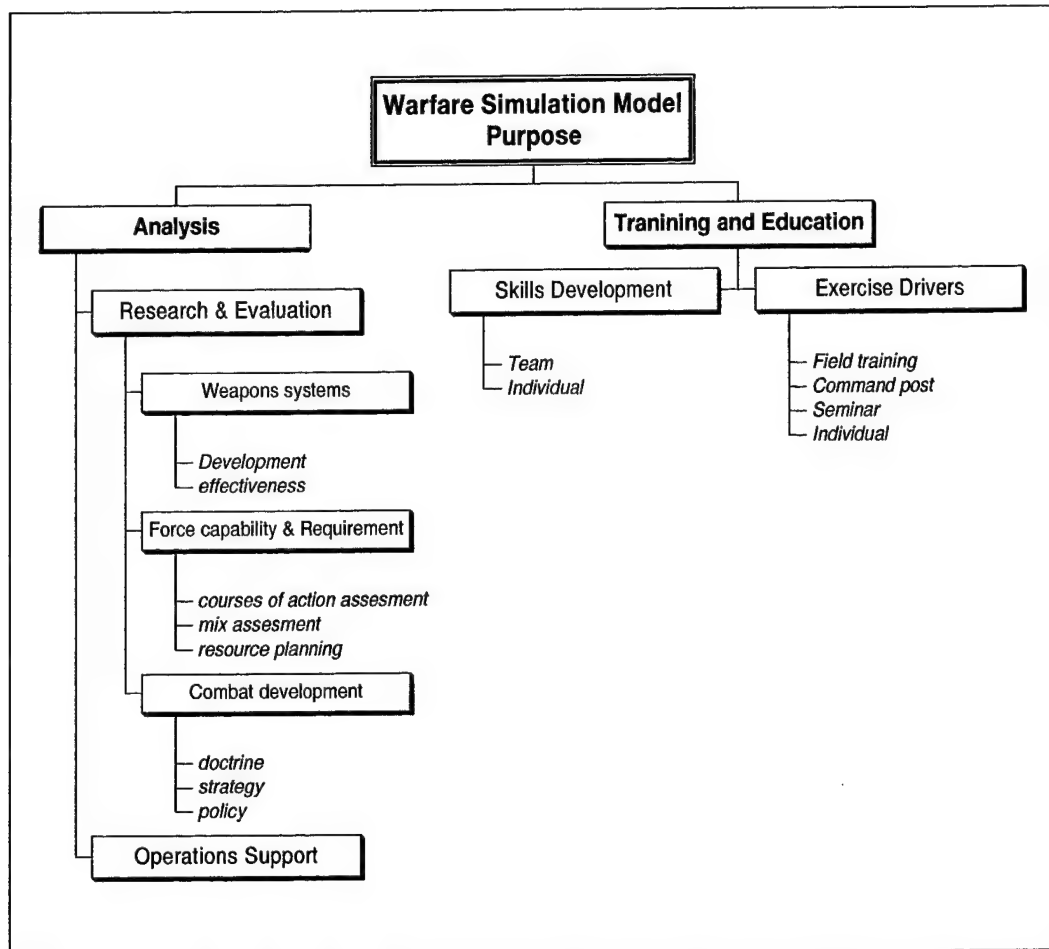 Warfare Simulation Model
Purpose
Analysis
Research & Evaluation
Weapons systems
Development
effectiveness
Force capability & Requirement
courses of action assesment
mix assesment
resource planning
Combat development
doctrine
strategy
policy
Operations Support
Tranining and Education
Skills Development
Team
Individual
Exercise Drivers
Field training
Command post
Seminar
Individual